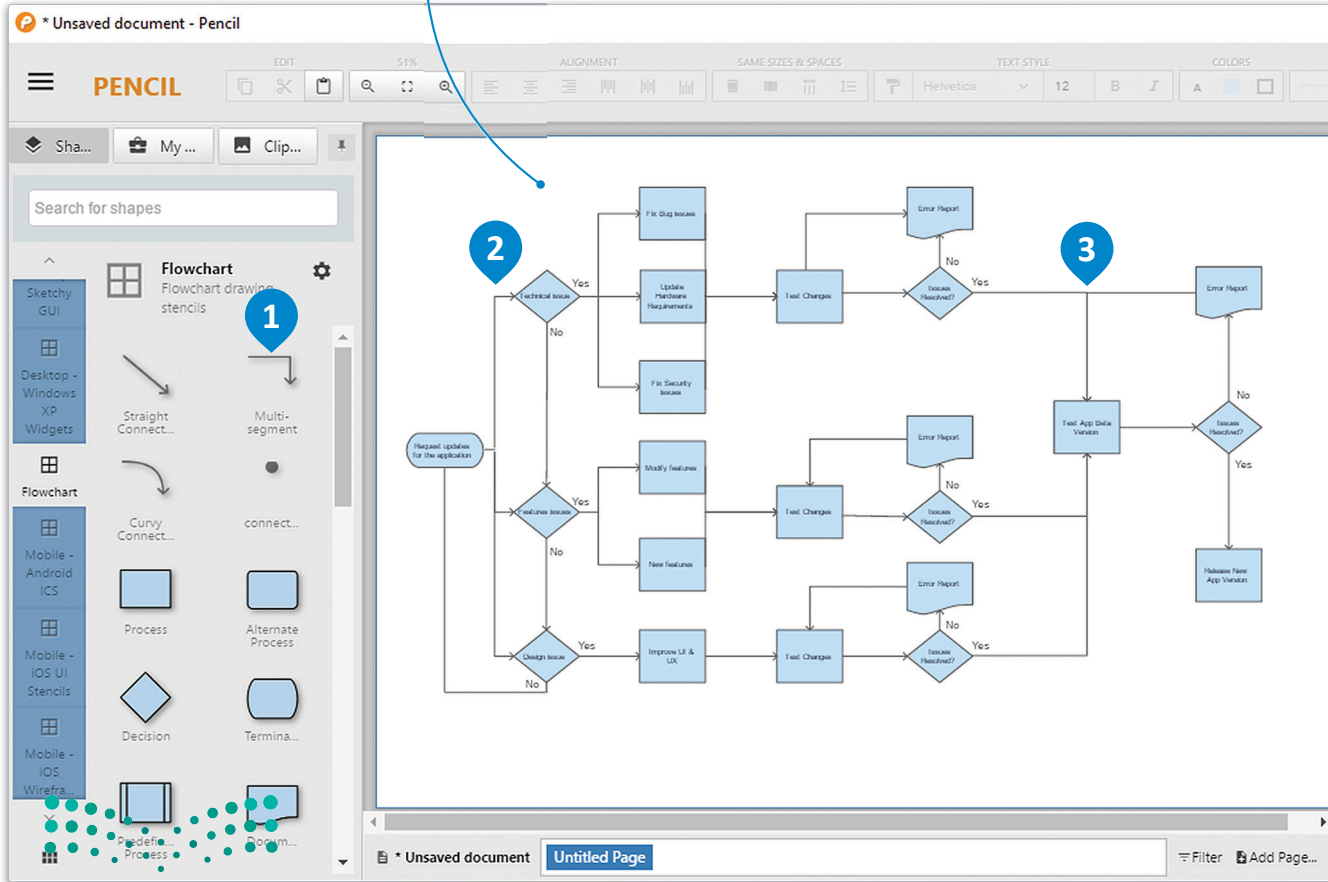 * Unsaved document - Pencil
PENCIL
EDIT
51%
ALIGNMENT
SAME SIZES & SPACES
TEXT STYLE
COLORS
Helvetica
12
B
I
A
Sha...
My ...
Clip...
Search for shapes
Flowchart
Flowchart drawing
stencils
1
Sketchy
GUI
Desktop -
Windows
XP
Widgets
Flowchart
Mobile -
Android
ICS
Mobile -
iOS UI
Stencils
Mobile -
iOS
Wirefra...
Straight
Connect...
Multi-
segment
Curvy
Connect...
connect...
Process
Alternate
Process
Decision
Termina...
Predefin...
Process
Docum...
2
3
Request updates
for the application
Technical issue
Yes
No
Fix Bug issues
Update
Hardware
Requirements
Fix Security
issues
Test Changes
Error Report
No
Issues
Resolved?
Yes
Features issues
Yes
No
Modify features
New features
Test Changes
Error Report
No
Issues
Resolved?
Yes
Design issue
Yes
No
Improve UI &
UX
Test Changes
Error Report
No
Issues
Resolved?
Yes
Test App Beta
Version
Error Report
No
Issues
Resolved?
Yes
Release New
App Version
* Unsaved document
Untitled Page
Filter
Add Page...